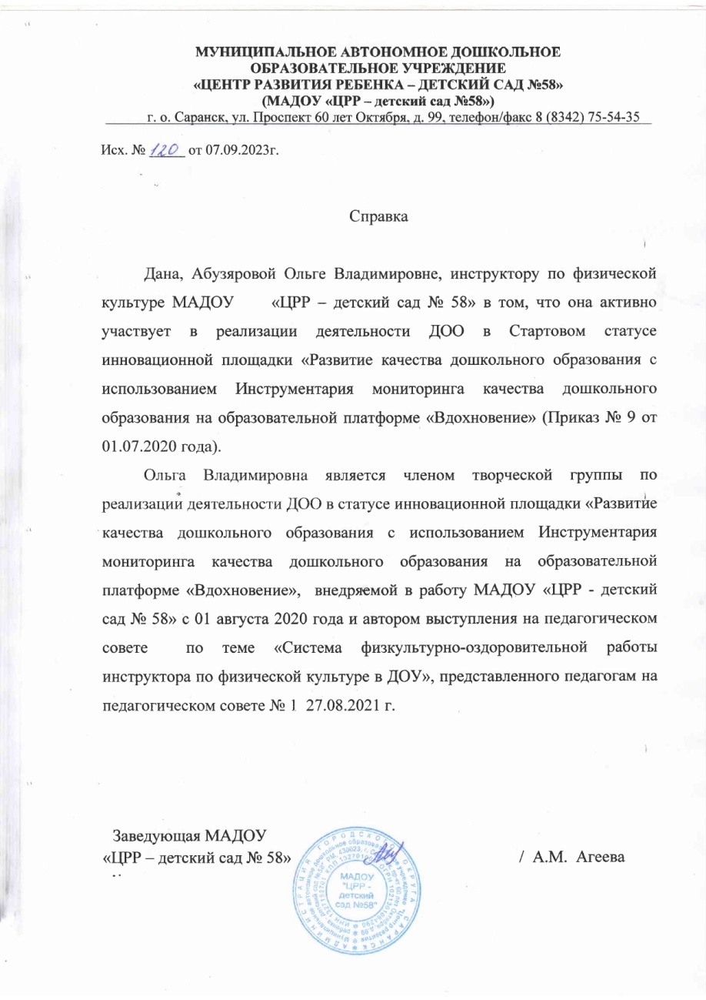 МУНИЦИПАЛЬНОЕ АВТОНОМНОЕ ДОШКОЛЬНОЕ
ОБРАЗОВАТЕЛЬНОЕ УЧРЕЖДЕНИЕ
«ЦЕНТР РАЗВИТИЯ РЕБЕНКА – ДЕТСКИЙ САД №58»
(МАДОУ «ЦРР – детский сад №58»)
г. о. Саранск, ул. Проспект 60 лет Октября, д. 99, телефон/факс 8 (8342) 75-54-35
Исх. № 120 от 07.09.2023г.
Справка
Дана, Абузяровой Ольге Владимировне, инструктору по физической
культуре МАДОУ «ЦРР – детский сад № 58» в том, что она активно
участвует в реализации деятельности ДОО в Стартовом статусе
инновационной площадки «Развитие качества дошкольного образования с
использованием Инструментария мониторинга качества дошкольного
образования на образовательной платформе «Вдохновение» (Приказ № 9 от
01.07.2020 года).
Ольга Владимировна является членом творческой группы по
реализации деятельности ДОО в статусе инновационной площадки «Развитие
качества дошкольного образования с использованием Инструментария
мониторинга качества дошкольного образования на образовательной
платформе «Вдохновение», внедряемой в работу МАДОУ «ЦРР - детский
сад № 58» с 01 августа 2020 года и автором выступления на педагогическом
совете по теме «Система физкультурно-оздоровительной работы
инструктора по физической культуре в ДОУ», представленного педагогам на
педагогическом совете № 1 27.08.2021 г.
Заведующая МАДОУ
«ЦРР – детский сад № 58» / А.М. Агеева
МАДОУ
"ЦРР -
детский
сад №58"
АДМИНИСТРАЦИЯ ГОРОДСКОГО ОКРУГА САРАНСК